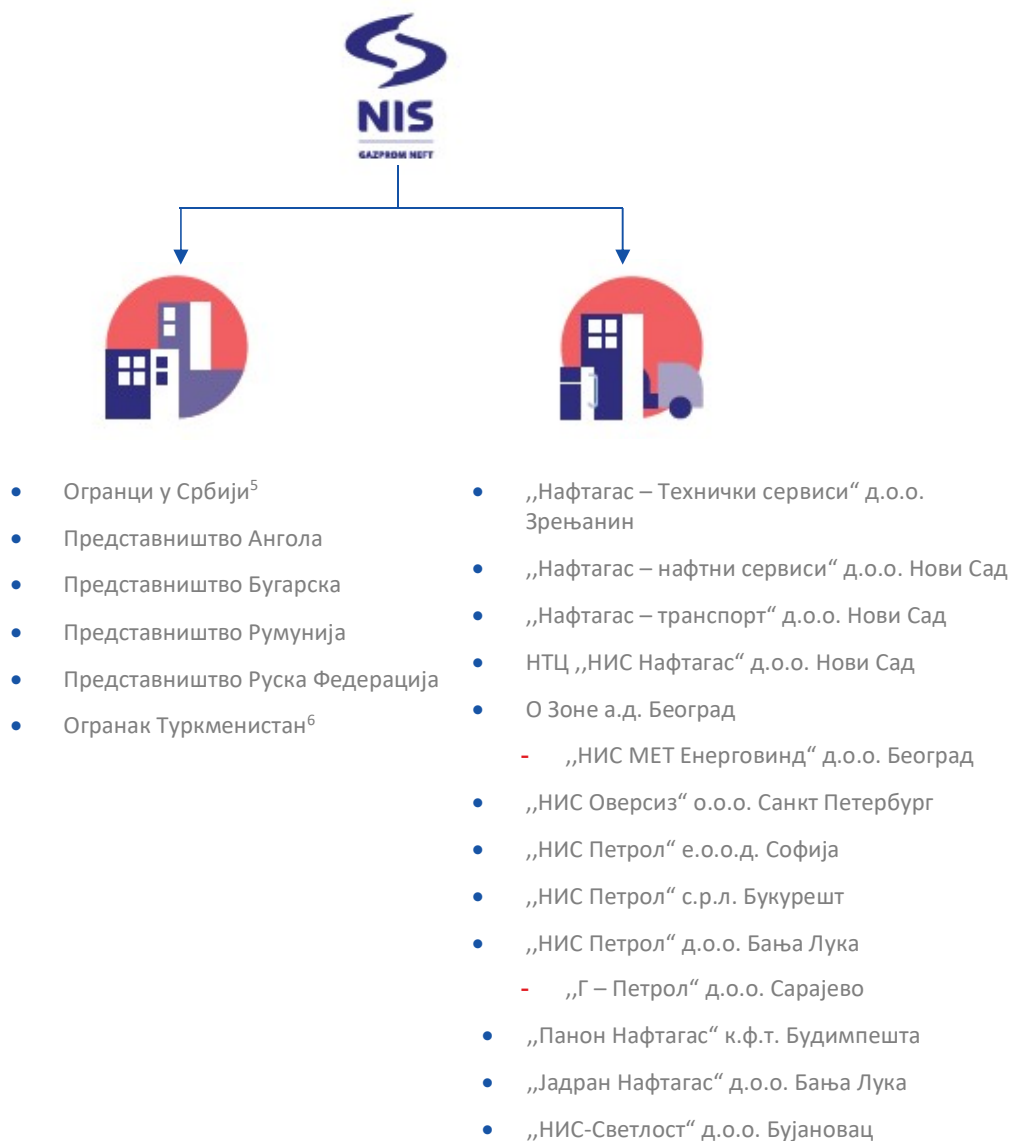 NIS
GAZPROM NEFT
• Огранци у Србији⁵
• Представништво Ангола
• Представништво Бугарска
• Представништво Румунија
• Представништво Руска Федерација
• Огранак Туркменистан⁶
• ,,Нафтагас – Технички сервиси“ д.о.о.
Зрењанин
• ,,Нафтагас – нафтни сервиси“ д.о.о. Нови Сад
• ,,Нафтагас – транспорт“ д.о.о. Нови Сад
• НТЦ ,,НИС Нафтагас“ д.о.о. Нови Сад
• О Зоне а.д. Београд
- ,,НИС МЕТ Енерговинд“ д.о.о. Београд
• ,,НИС Оверсиз“ о.о.о. Санкт Петербург
• ,,НИС Петрол“ е.о.о.д. Софија
• ,,НИС Петрол“ с.р.л. Букурешт
• ,,НИС Петрол“ д.о.о. Бања Лука
- ,,Г – Петрол“ д.о.о. Сарајево
• „Панон Нафтагас“ к.ф.т. Будимпешта
• ,,Јадран Нафтагас“ д.о.о. Бања Лука
• ,,НИС-Светлост“ д.о.о. Бујановац